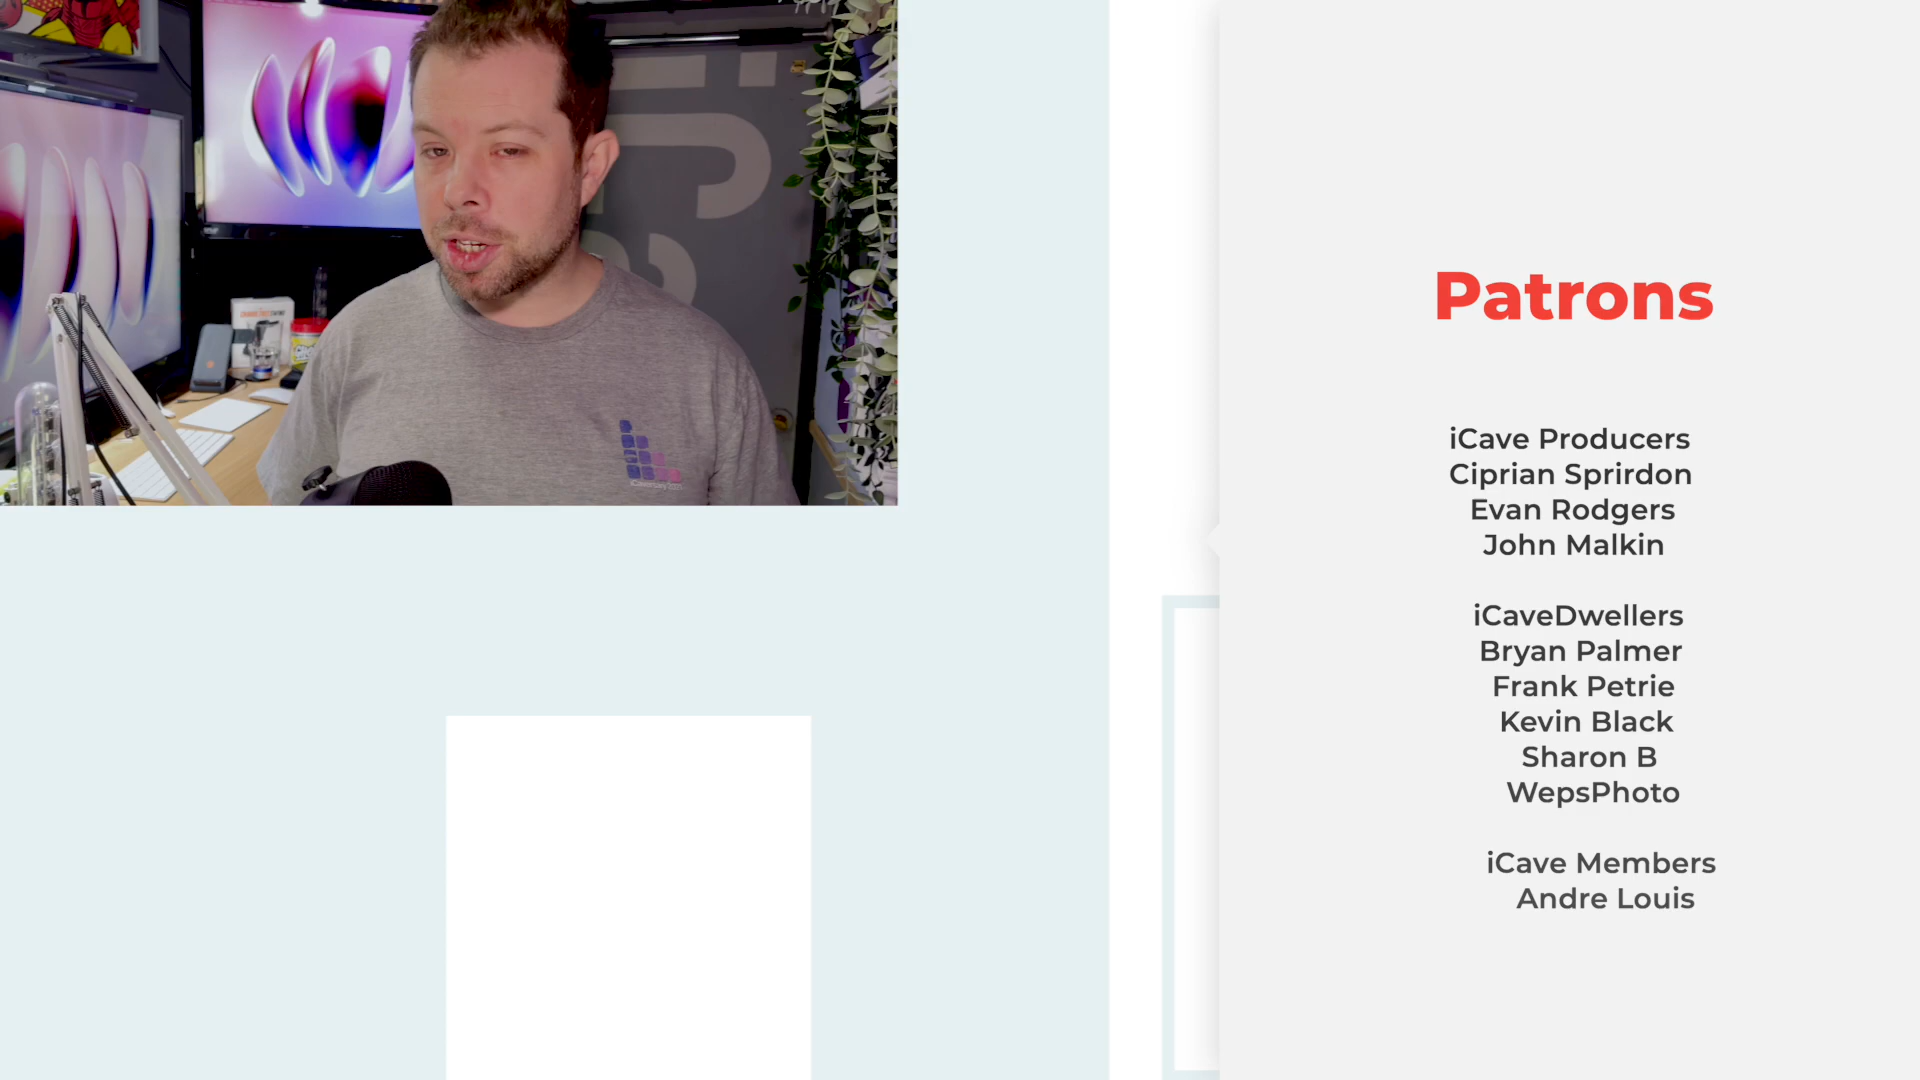 Patrons
iCave Producers
Ciprian Sprirdon
Evan Rodgers
John Malkin
iCaveDwellers
Bryan Palmer
Frank Petrie
Kevin Black
Sharon B
WepsPhoto
iCave Members
Andre Louis